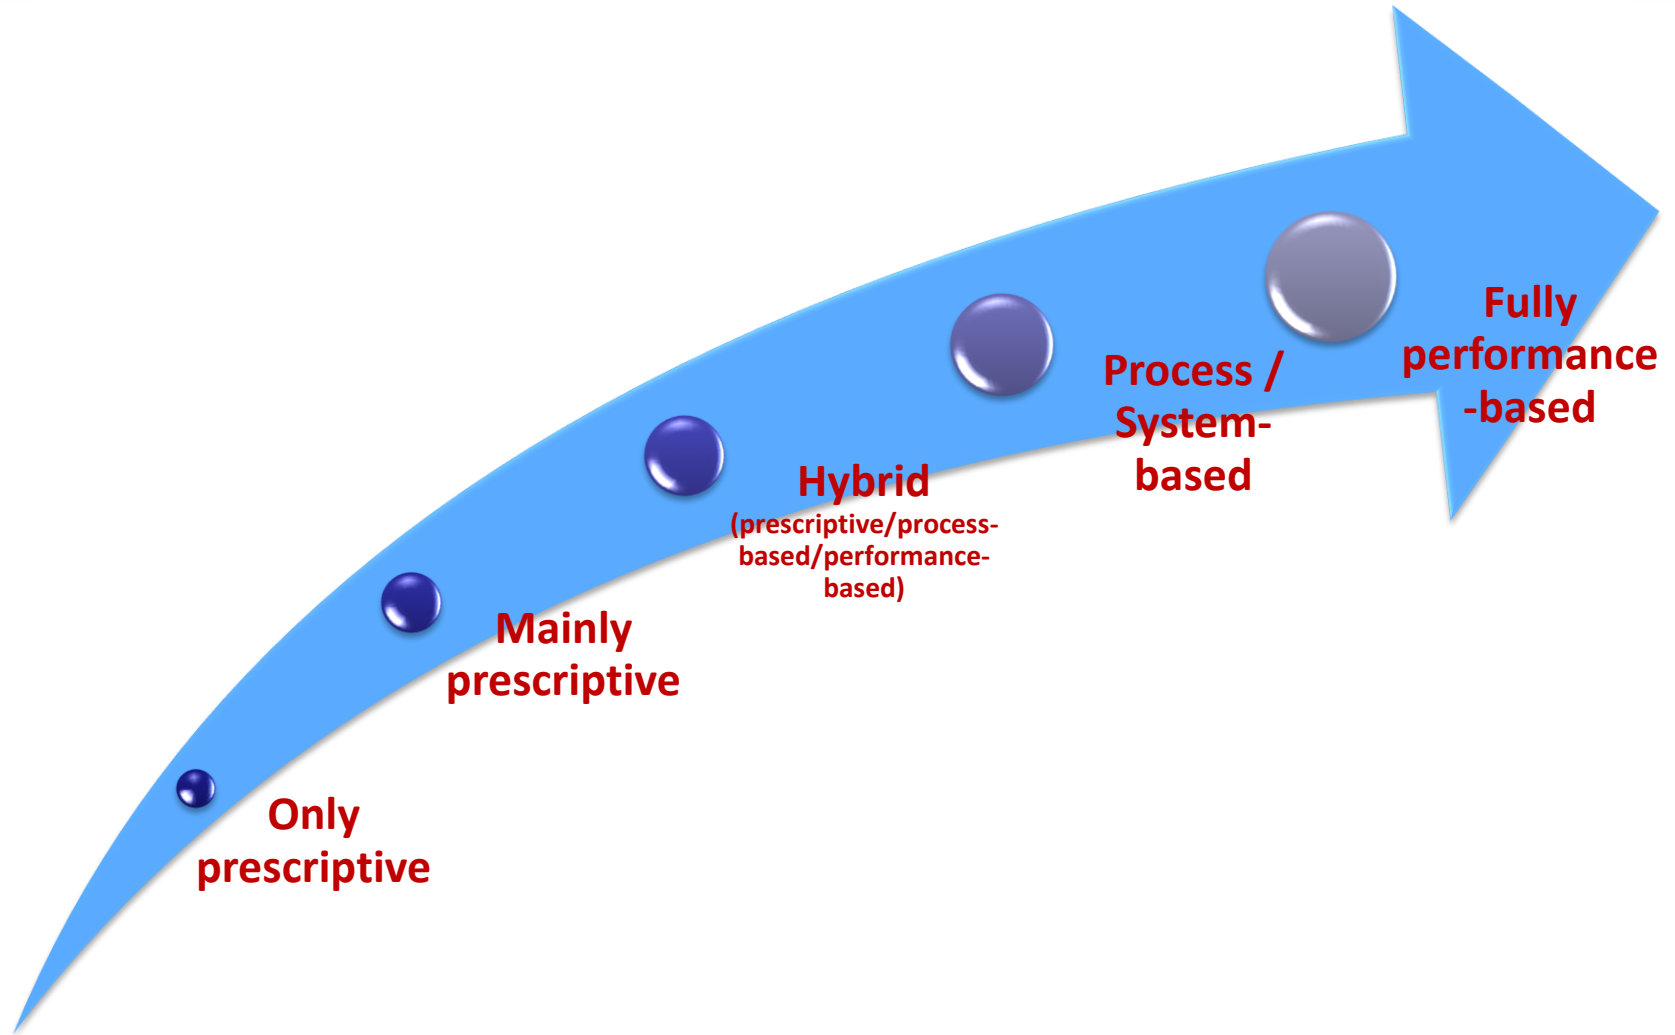 Only
prescriptive
Mainly
prescriptive
Hybrid
(prescriptive/process-
based/performance-
based)
Process /
System-
based
Fully
performance
-based